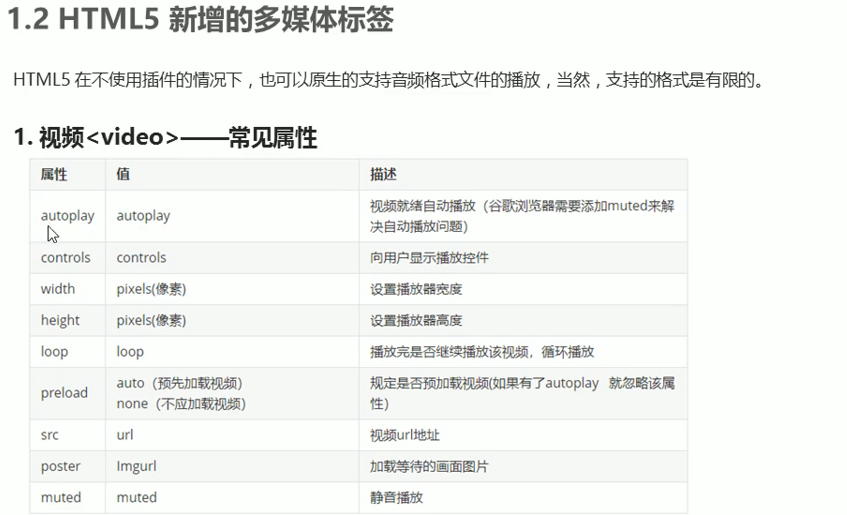 1.2 HTML5 新增的多媒体标签
HTML5 在不使用插件的情况下，也可以原生的支持音频格式文件的播放，当然，支持的格式是有限的。
1. 视频<video>——常见属性
属性 值 描述
autoplay autoplay 视频就绪自动播放（谷歌浏览器需要添加muted来解
决自动播放问题）
controls controls 向用户显示播放控件
width pixels(像素) 设置播放器宽度
height pixels(像素) 设置播放器高度
loop loop 播放完是否继续播放该视频，循环播放
preload auto（预先加载视频） 规定是否预加载视频(如果有了autoplay 就忽略该属
none（不应加载视频） 性）
src url 视频url地址
poster Imgurl 加载等待的画面图片
muted muted 静音播放